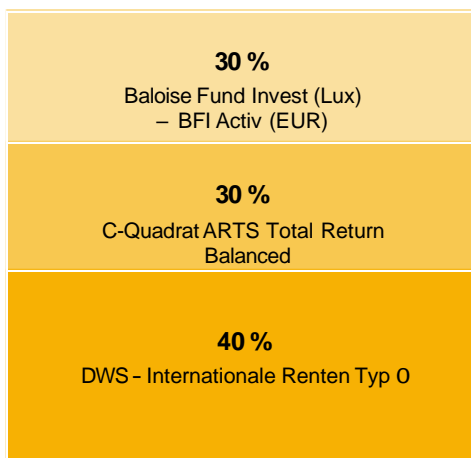 30 %
Baloise Fund Invest (Lux)
– BFI Activ (EUR)
30 %
C-Quadrat ARTS Total Return
Balanced
40 %
DWS – Internationale Renten Typ O